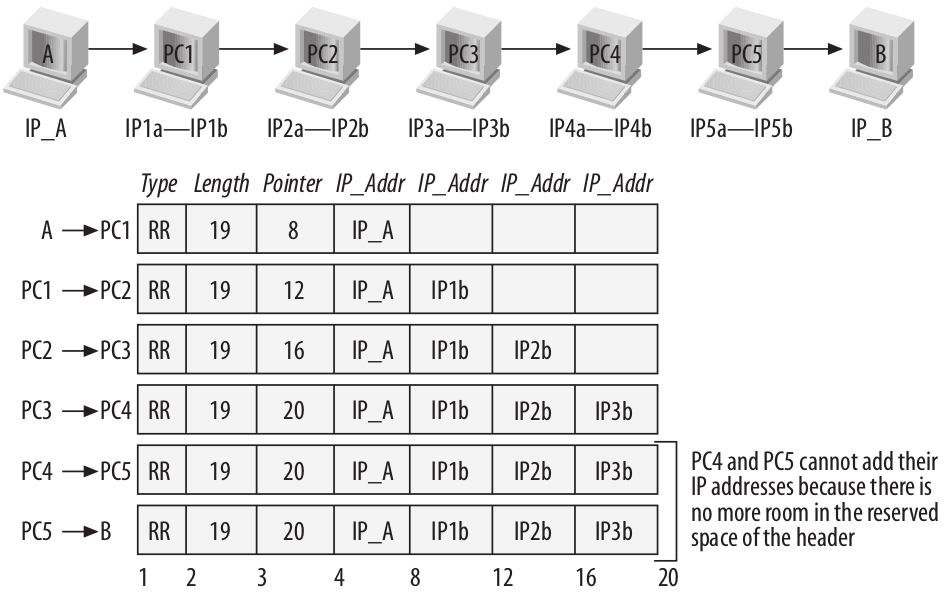 A PC1 PC2 PC3 PC4 PC5 B
IP_A IP1a—IP1b IP2a—IP2b IP3a—IP3b IP4a—IP4b IP5a—IP5b IP_B
Type Length Pointer IP_Addr IP_Addr IP_Addr IP_Addr
A PC1 RR 19 8 IP_A
PC1 PC2 RR 19 12 IP_A IP1b
PC2 PC3 RR 19 16 IP_A IP1b IP2b
PC3 PC4 RR 19 20 IP_A IP1b IP2b IP3b
PC4 PC5 RR 19 20 IP_A IP1b IP2b IP3b
PC5 B RR 19 20 IP_A IP1b IP2b IP3b
PC4 and PC5 cannot add their
IP addresses because there is
no more room in the reserved
space of the header
1 2 3 4 8 12 16 20